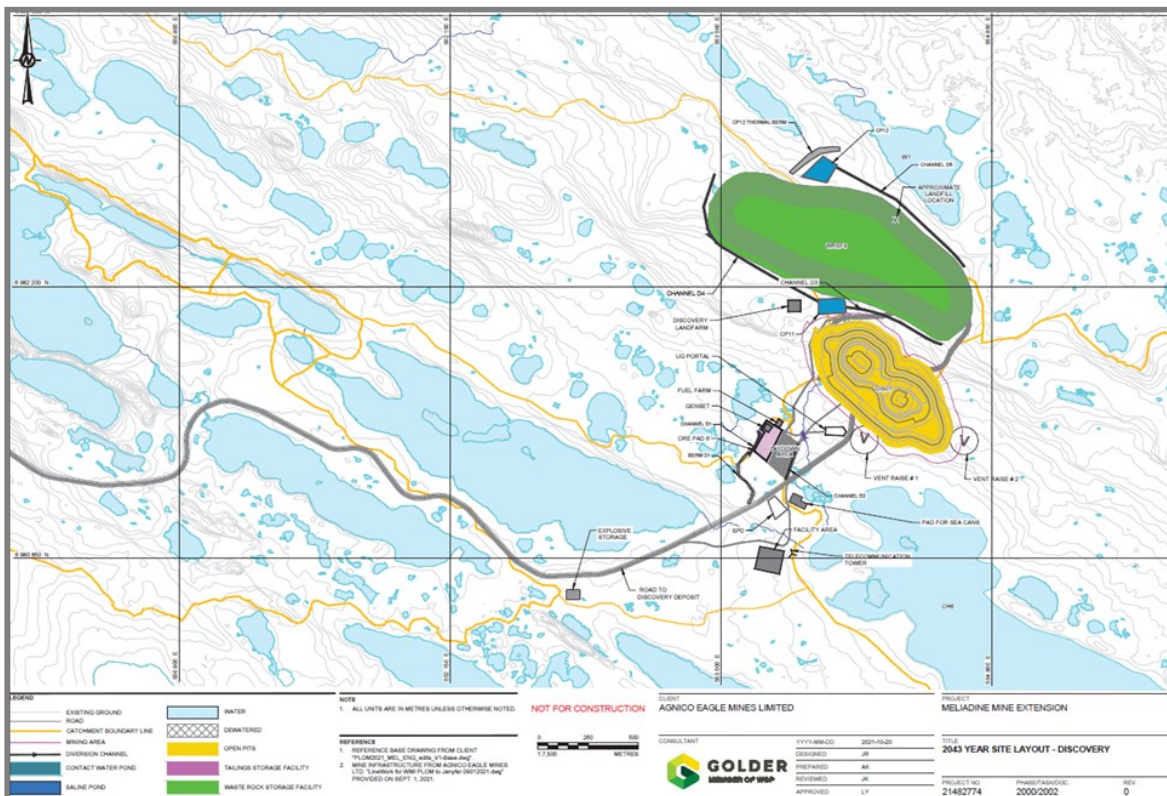 N
CP12 THERMAL BERM
CP12
W1
CHANNEL D5
APPROXIMATE
LANDFILL
LOCATION
CHANNEL D4
CHANNEL D3
DISCOVERY
LANDFARM
CP11
UG PORTAL
FUEL FARM
GENSET
CHANNEL D1
ORE PAD 6
BERM D1
VENT RAISE # 1
VENT RAISE # 2
CHANNEL D2
PAD FOR SEA CANS
SPD
FACILITY AREA
EXPLOSIVE
STORAGE
TELECOMMUNICATION
TOWER
ROAD TO
DISCOVERY DEPOSIT
CH6
6 982 200 N
6 980 850 N
LEGEND
EXISTING GROUND
ROAD
CATCHMENT BOUNDARY LINE
MINING AREA
DIVERSION CHANNEL
CONTACT WATER POND
SALINE POND
WATER
DEWATERED
OPEN PITS
TAILINGS STORAGE FACILITY
WASTE ROCK STORAGE FACILITY
NOTE
1. ALL UNITS ARE IN METRES UNLESS OTHERWISE NOTED.
REFERENCE
1. REFERENCE BASE DRAWING FROM CLIENT
2. MINE INFRASTRUCTURE FROM AGNICO EAGLE MINES
PROVIDED ON SEPT. 1, 2021.
NOT FOR CONSTRUCTION
0 250 500
1:7,500 METRES
CLIENT
AGNICO EAGLE MINES LIMITED
CONSULTANT
GOLDER
MEMBER OF WSP
YYYY-MM-DD 2021-10-20
DESIGNED JR
PREPARED AK
REVIEWED JK
APPROVED LY
PROJECT
MELIADINE MINE EXTENSION
TITLE
2043 YEAR SITE LAYOUT - DISCOVERY
PROJECT NO. PHASE/TASK/DOC REV.
21482774 2000/2002 0